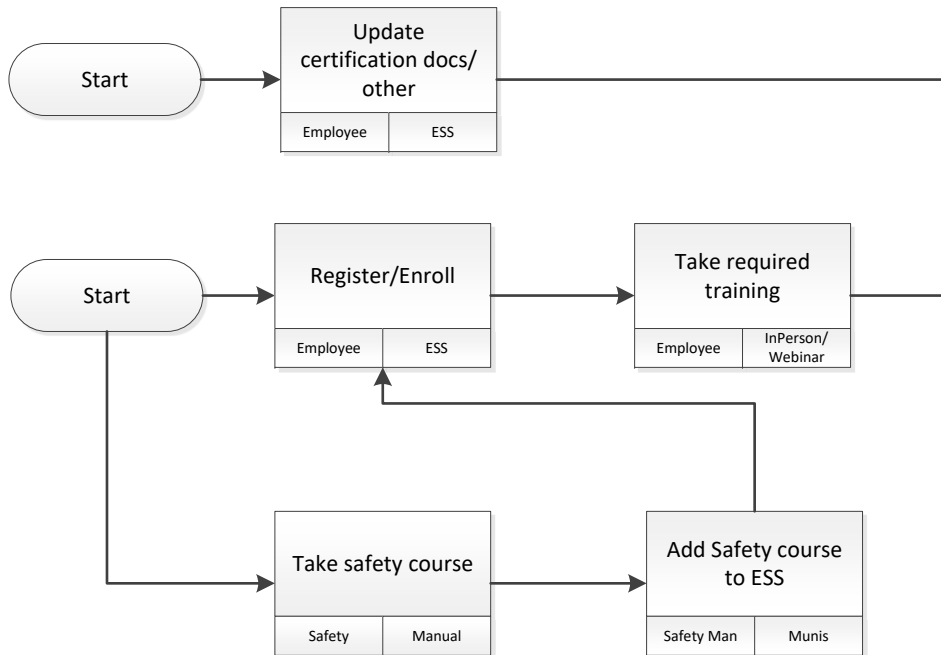 Start
Update
certification docs/
other
Employee
ESS
Start
Register/Enroll
Employee
ESS
Take required
training
Employee
InPerson/
Webinar
Take safety course
Safety
Manual
Add Safety course
to ESS
Safety Man
Munis